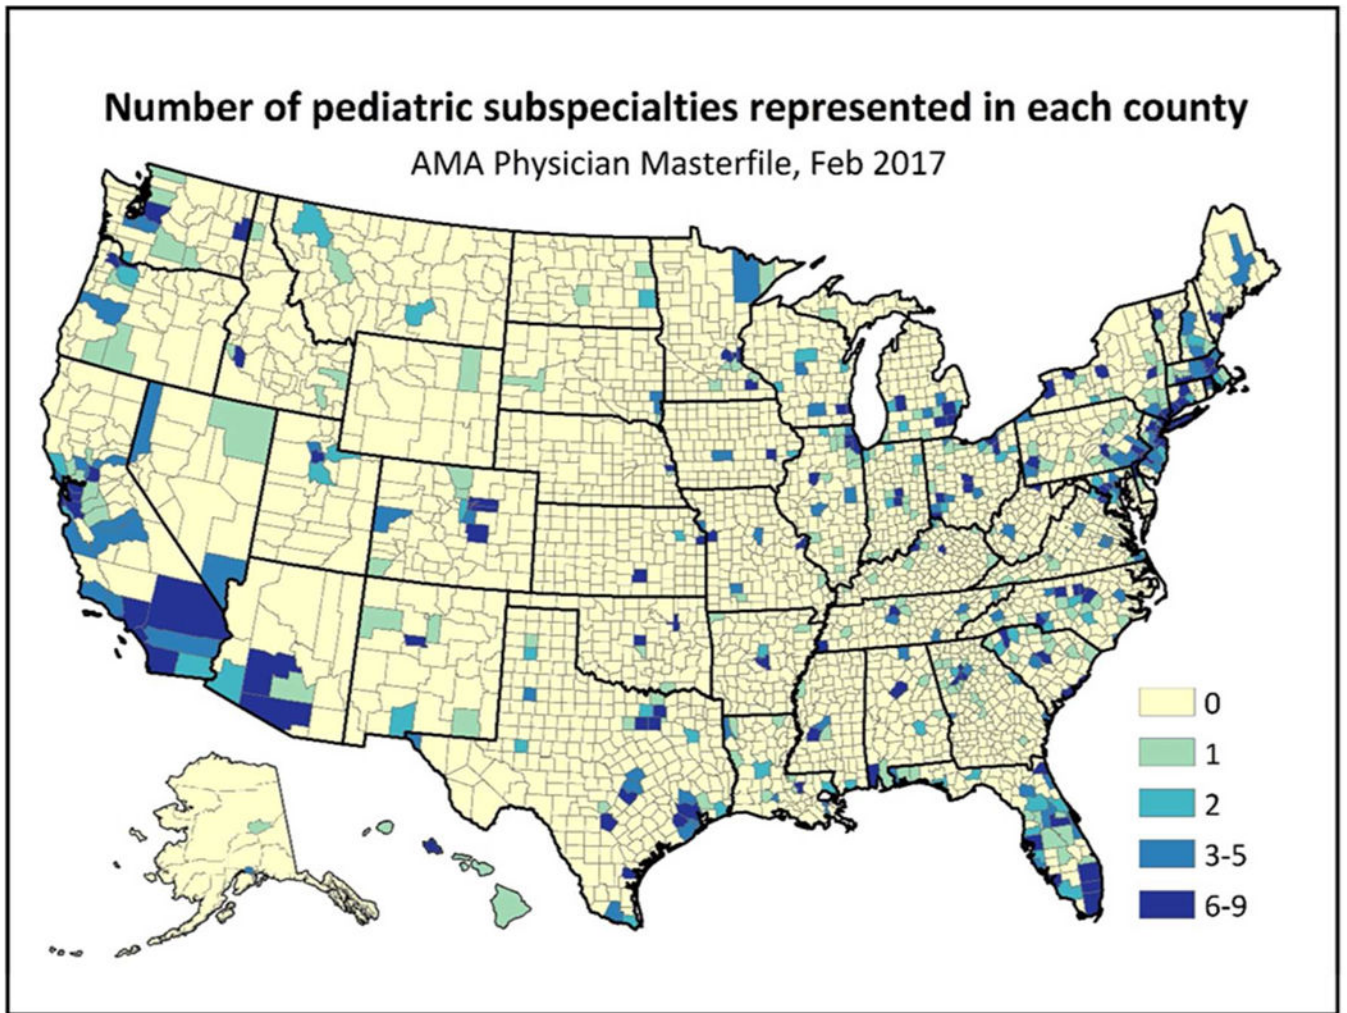 Number of pediatric subspecialties represented in each county
AMA Physician Masterfile, Feb 2017
0
1
2
3-5
6-9